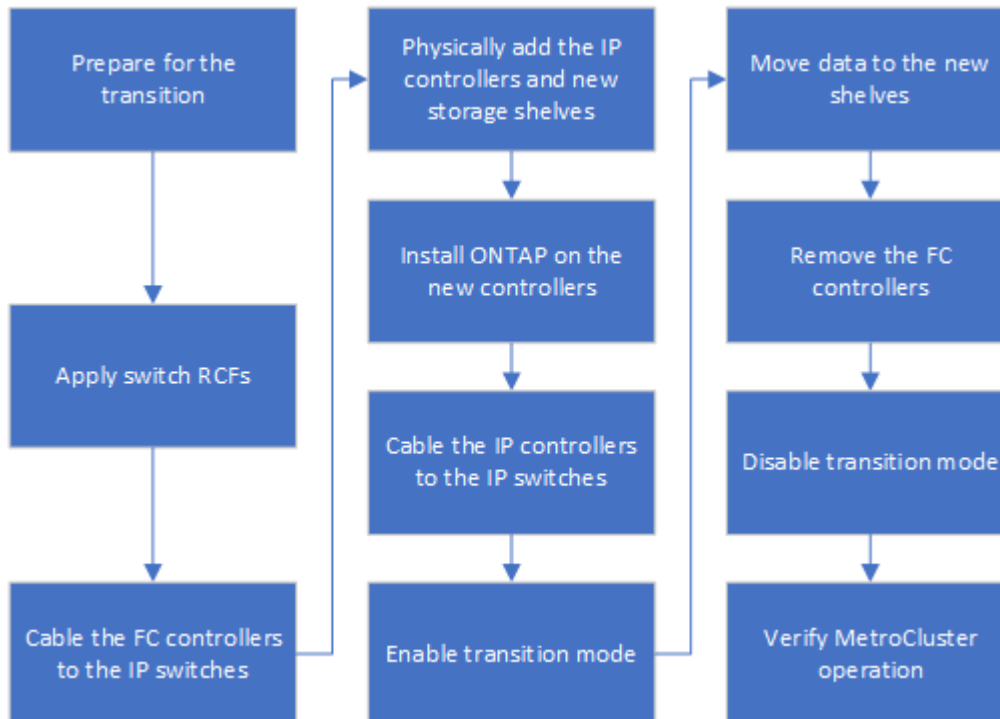 Prepare for the
transition
Apply switch RCFs
Cable the FC controllers
to the IP switches
Physically add the IP
controllers and new
storage shelves
Install ONTAP on the
new controllers
Cable the IP controllers
to the IP switches
Enable transition mode
Move data to the new
shelves
Remove the FC
controllers
Disable transition mode
Verify MetroCluster
operation